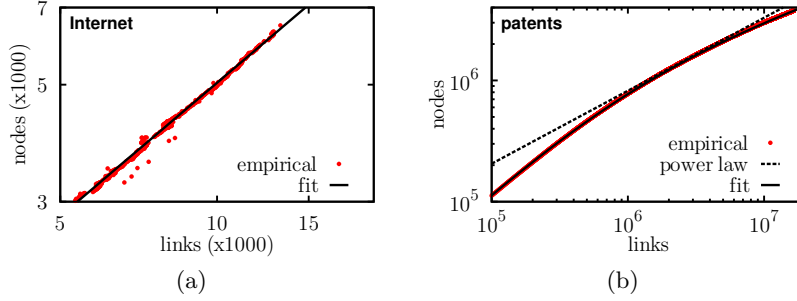 Internet
nodes (x1000)
7
5
3
empirical
fit
5
10
15
links (x1000)
(a)
patents
nodes
10^6
10^5
empirical
power law
fit
10^5
10^6
10^7
links
(b)